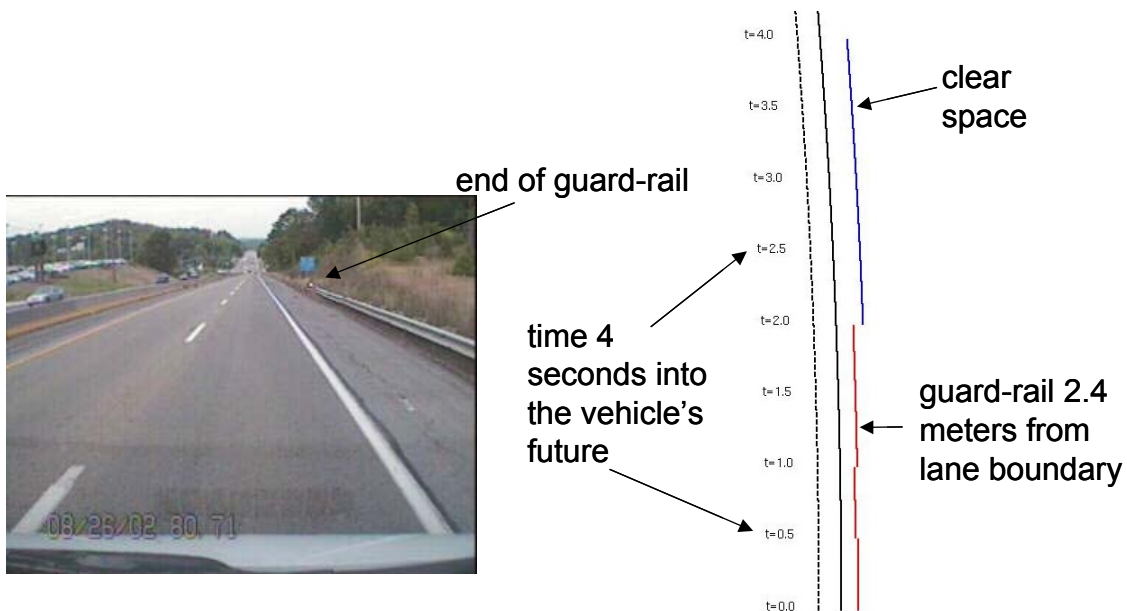 t=4.0
clear
space
t=3.5
end of guard-rail
t=3.0
t=2.5
time 4
seconds into
the vehicle's
future
t=2.0
t=1.5
guard-rail 2.4
meters from
lane boundary
t=1.0
08/26/02 80.71
t=0.5
t=0.0